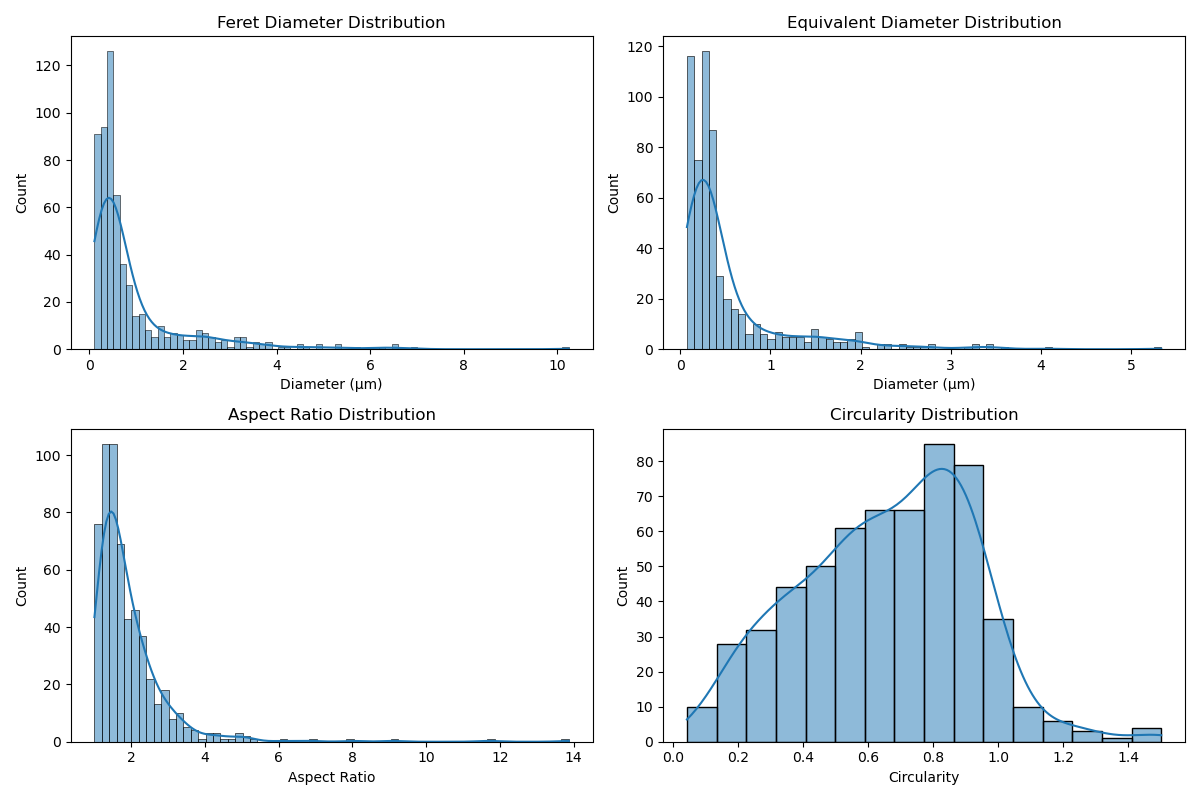 Feret Diameter Distribution
Count
0 20 40 60 80 100 120
0 2 4 6 8 10
Diameter (µm)
Equivalent Diameter Distribution
Count
0 20 40 60 80 100 120
0 1 2 3 4 5
Diameter (µm)
Aspect Ratio Distribution
Count
0 20 40 60 80 100
2 4 6 8 10 12 14
Aspect Ratio
Circularity Distribution
Count
0 10 20 30 40 50 60 70 80
0.0 0.2 0.4 0.6 0.8 1.0 1.2 1.4
Circularity